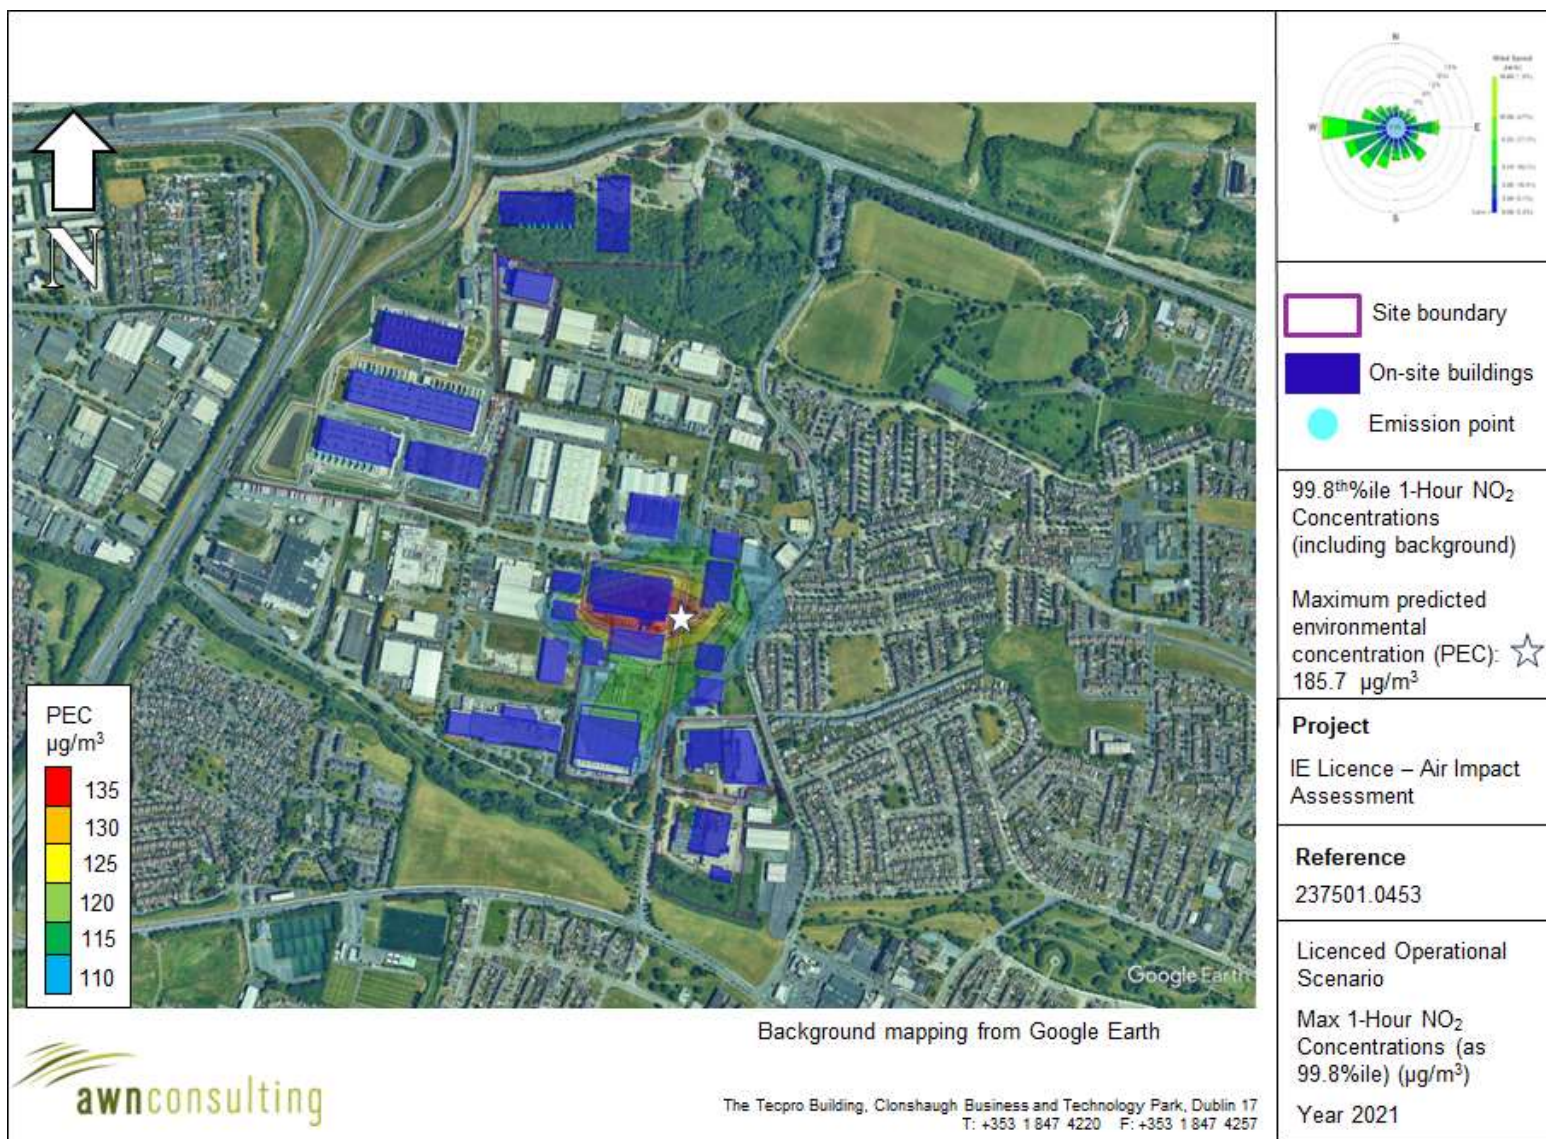 N
W
E
S
N
Site boundary
On-site buildings
Emission point
99.8th%ile 1-Hour NO2
Concentrations
(including background)
Maximum predicted
environmental
concentration (PEC):
185.7 µg/m3
Project
IE Licence – Air Impact
Assessment
Reference
237501.0453
Licenced Operational
Scenario
Max 1-Hour NO2
Concentrations (as
99.8%ile) (µg/m3)
Year 2021
PEC
µg/m3
135
130
125
120
115
110
Google Earth
Background mapping from Google Earth
awnconsulting
The Tecpro Building, Clonshaugh Business and Technology Park, Dublin 17
T: +353 1 847 4220 F: +353 1 847 4257